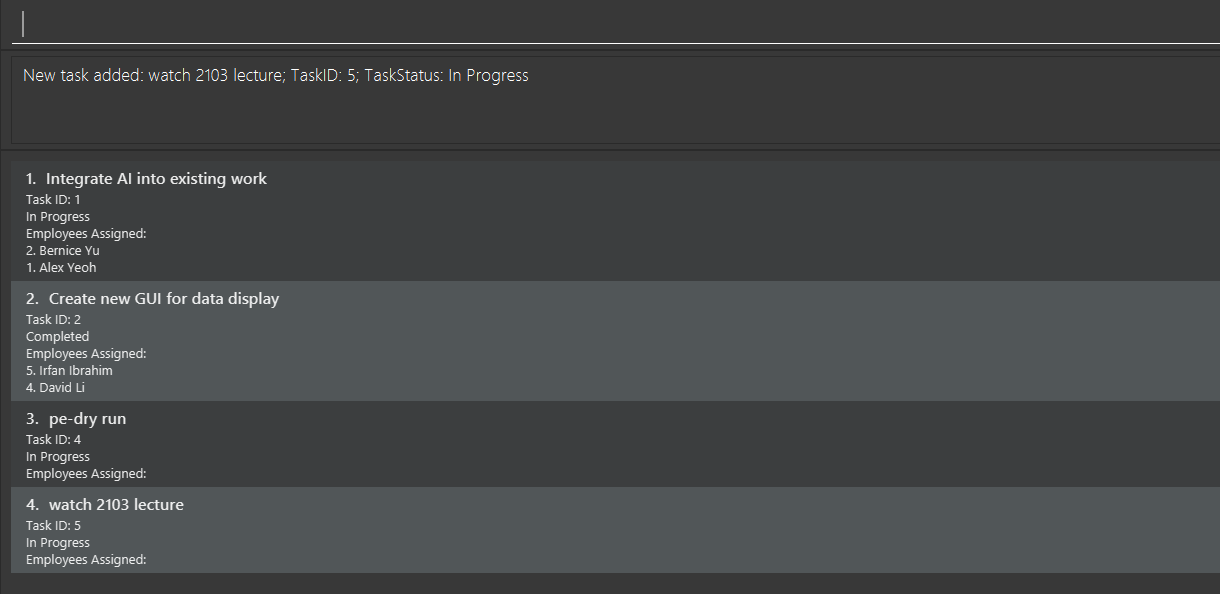 New task added: watch 2103 lecture; TaskID: 5; TaskStatus: In Progress
1. Integrate AI into existing work
Task ID: 1
In Progress
Employees Assigned:
2. Bernice Yu
1. Alex Yeoh
2. Create new GUI for data display
Task ID: 2
Completed
Employees Assigned:
5. Irfan Ibrahim
4. David Li
3. pe-dry run
Task ID: 4
In Progress
Employees Assigned:
4. watch 2103 lecture
Task ID: 5
In Progress
Employees Assigned: